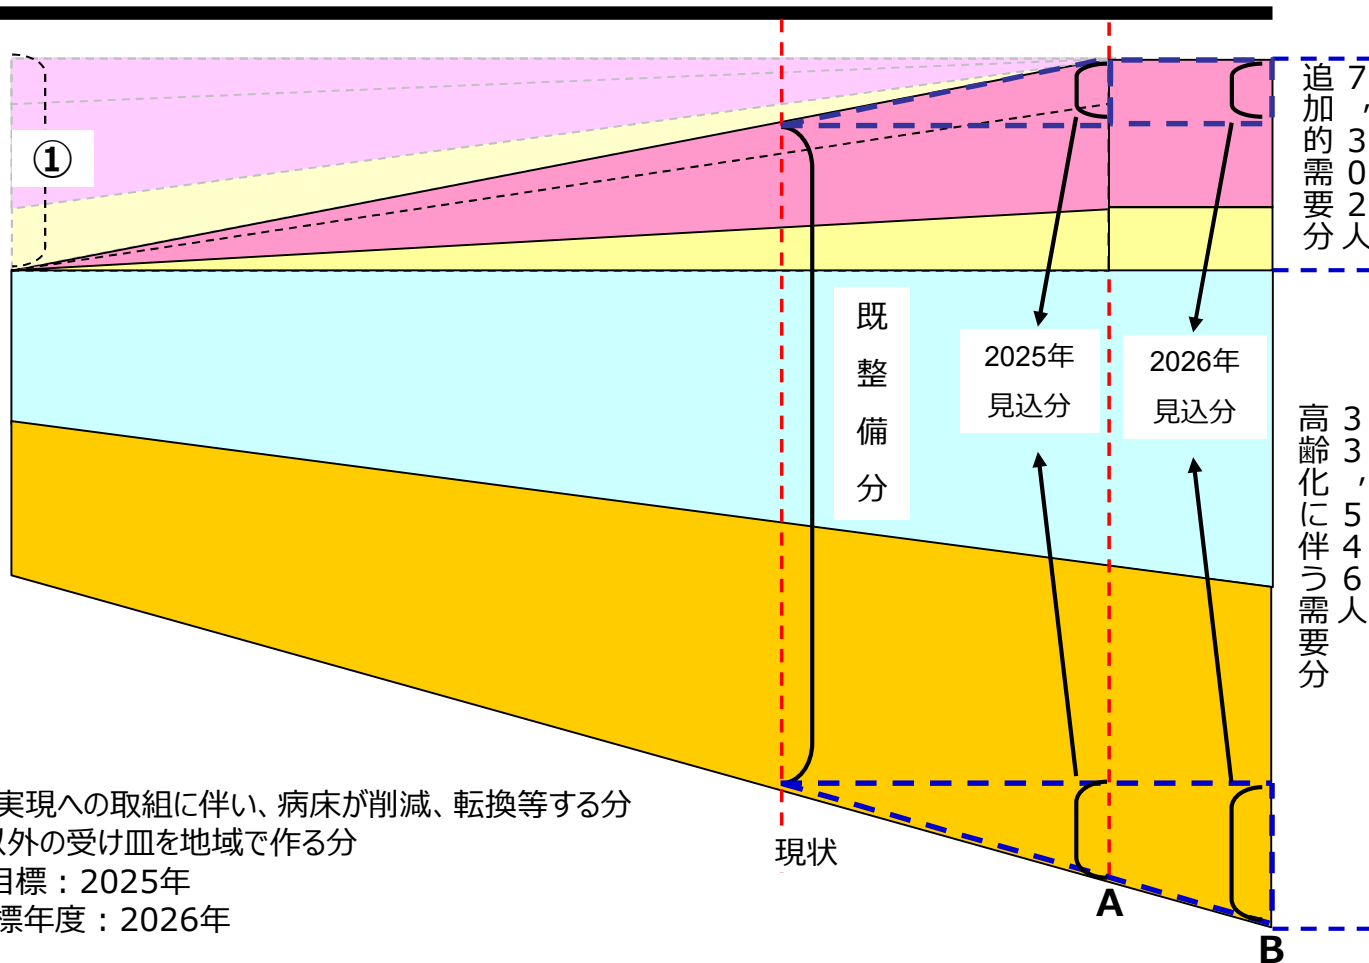 ①
追加的需要分
7,302人
既整備分
2025年
見込分
2026年
見込分
高齢化に伴う需要分
33,546人
実現への取組に伴い、病床が削減、転換等する分
以外の受け皿を地域で作る分
目標：2025年
標年度：2026年
現状
A
B